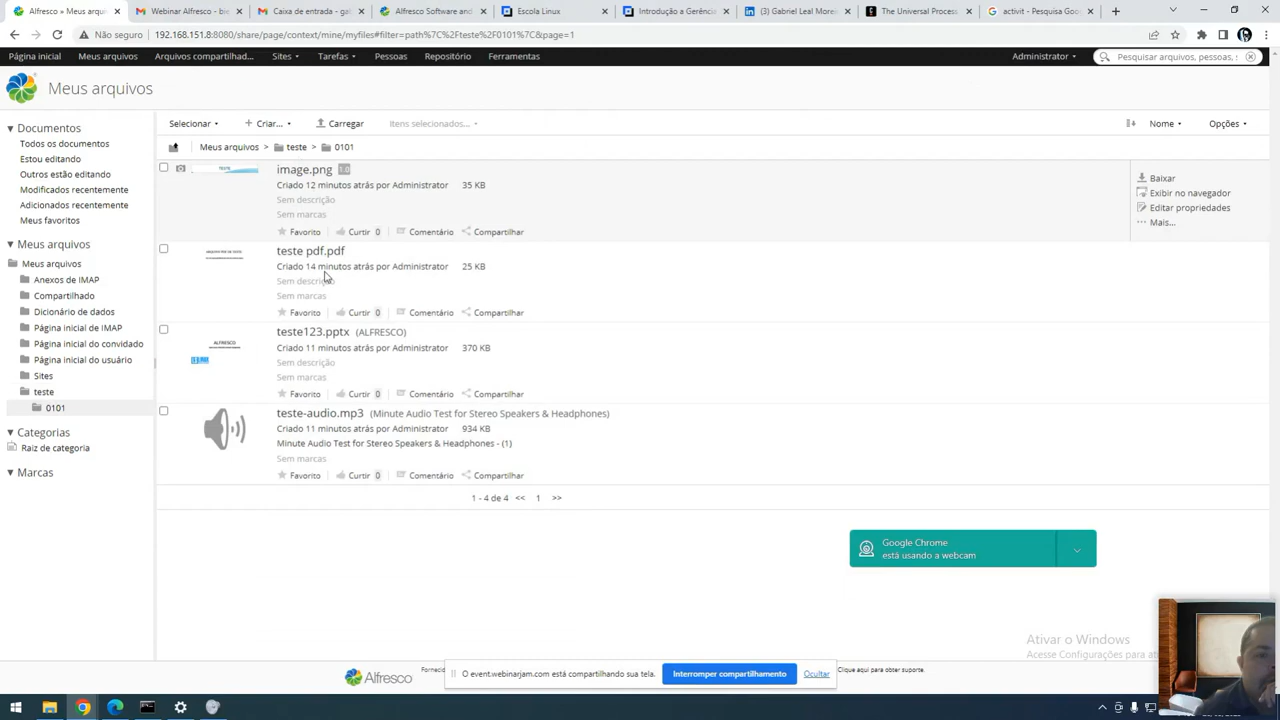 Alfresco » Meus arqui
Webinar Alfresco - bie
Caixa de entrada - gal
Alfresco Software and
Escola Linux
Introdução a Gerênci
(3) Gabriel Leal More
The Universal Proces
activit - Pesquisa Goo
Não seguro
192.168.151.8:8080/share/page/context/mine/myfiles#filter=path%7C%2Fteste%2F0101%7C&page=1
Página inicial
Meus arquivos
Arquivos compartilhad...
Sites
Tarefas
Pessoas
Repositório
Ferramentas
Administrator
Pesquisar arquivos, pessoas, s
Meus arquivos
Documentos
Todos os documentos
Estou editando
Outros estão editando
Modificados recentemente
Adicionados recentemente
Meus favoritos
Meus arquivos
Meus arquivos
Anexos de IMAP
Compartilhado
Dicionário de dados
Página inicial de IMAP
Página inicial do convidado
Página inicial do usuário
Sites
teste
0101
Categorias
Raiz de categoria
Marcas
Selecionar
+ Criar...
Carregar
Itens selecionados...
Nome
Opções
Meus arquivos > teste > 0101
TESTE
image.png 1.0
Criado 12 minutos atrás por Administrator 35 KB
Sem descrição
Sem marcas
Favorito Curtir 0 Comentário Compartilhar
Baixar
Exibir no navegador
Editar propriedades
Mais...
teste pdf.pdf
Criado 14 minutos atrás por Administrator 25 KB
Sem descrição
Sem marcas
Favorito Curtir 0 Comentário Compartilhar
ALFRESCO
teste123.pptx (ALFRESCO)
Criado 11 minutos atrás por Administrator 370 KB
Sem descrição
Sem marcas
Favorito Curtir 0 Comentário Compartilhar
teste-audio.mp3 (Minute Audio Test for Stereo Speakers & Headphones)
Criado 11 minutos atrás por Administrator 934 KB
Minute Audio Test for Stereo Speakers & Headphones - (1)
Sem marcas
Favorito Curtir 0 Comentário Compartilhar
1 - 4 de 4 << 1 >>
Google Chrome
está usando a webcam
Ativar o Windows
Acesse Configurações para at
Alfresco
Fornecid
O event.webinarjam.com está compartilhando sua tela.
Interromper compartilhamento
Ocultar
Clique aqui para obter suporte.